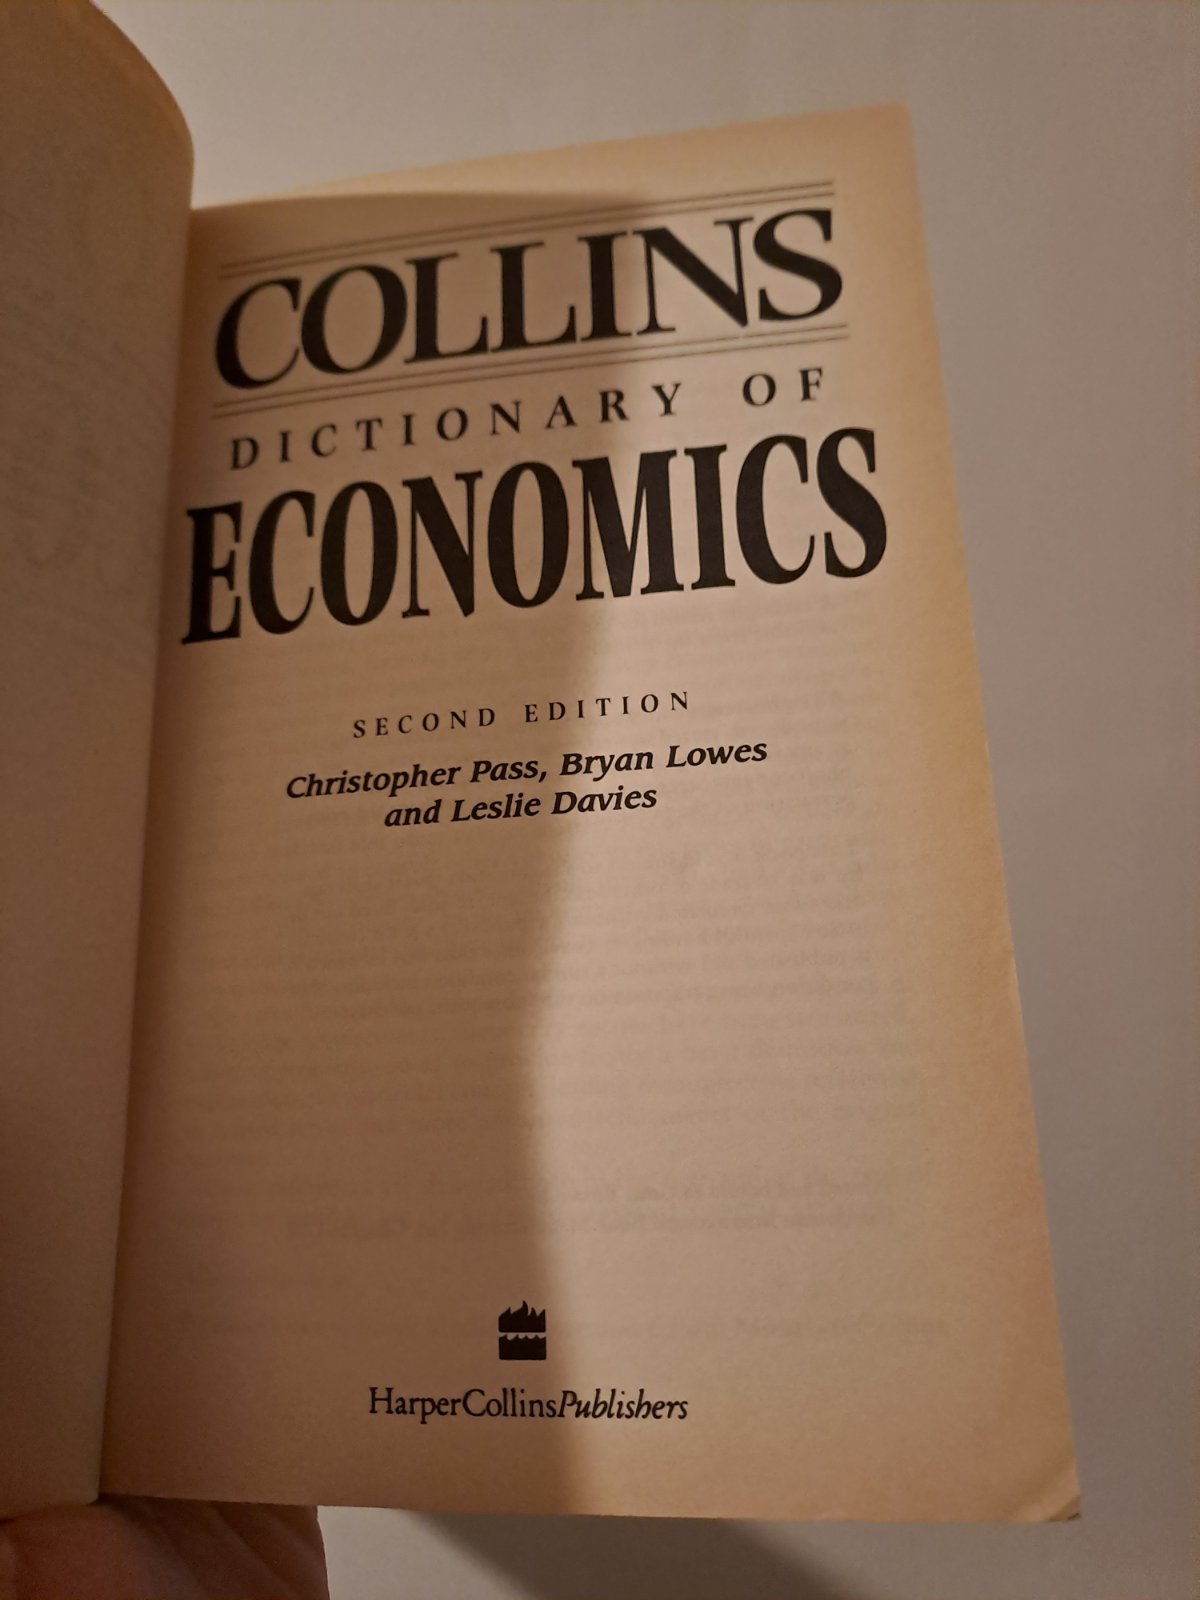 COLLINS
DICTIONARY OF
ECONOMICS
SECOND EDITION
Christopher Pass, Bryan Lowes
and Leslie Davies
HarperCollinsPublishers